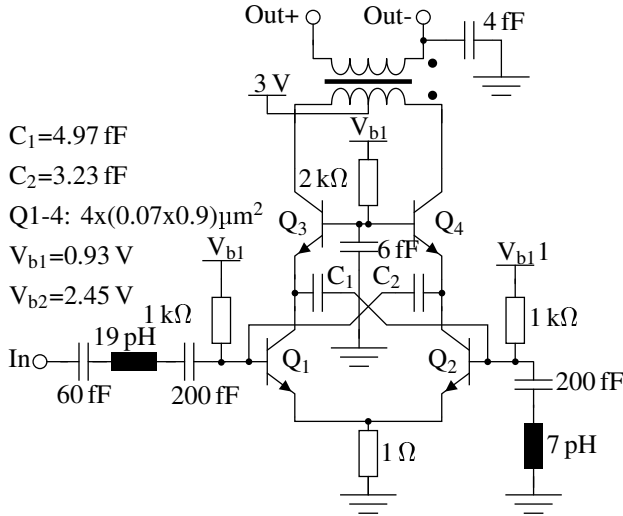 Out+ Out- 4 fF
3 V
V_b1
C_1=4.97 fF
C_2=3.23 fF
2 kΩ
Q1-4: 4x(0.07x0.9)µm^2
Q_3 Q_4
V_b1=0.93 V
V_b1 6 fF V_b1 1
V_b2=2.45 V
C_1 C_2
1 kΩ 1 kΩ
19 pH
In Q_1 Q_2
60 fF 200 fF 200 fF
1 Ω 7 pH